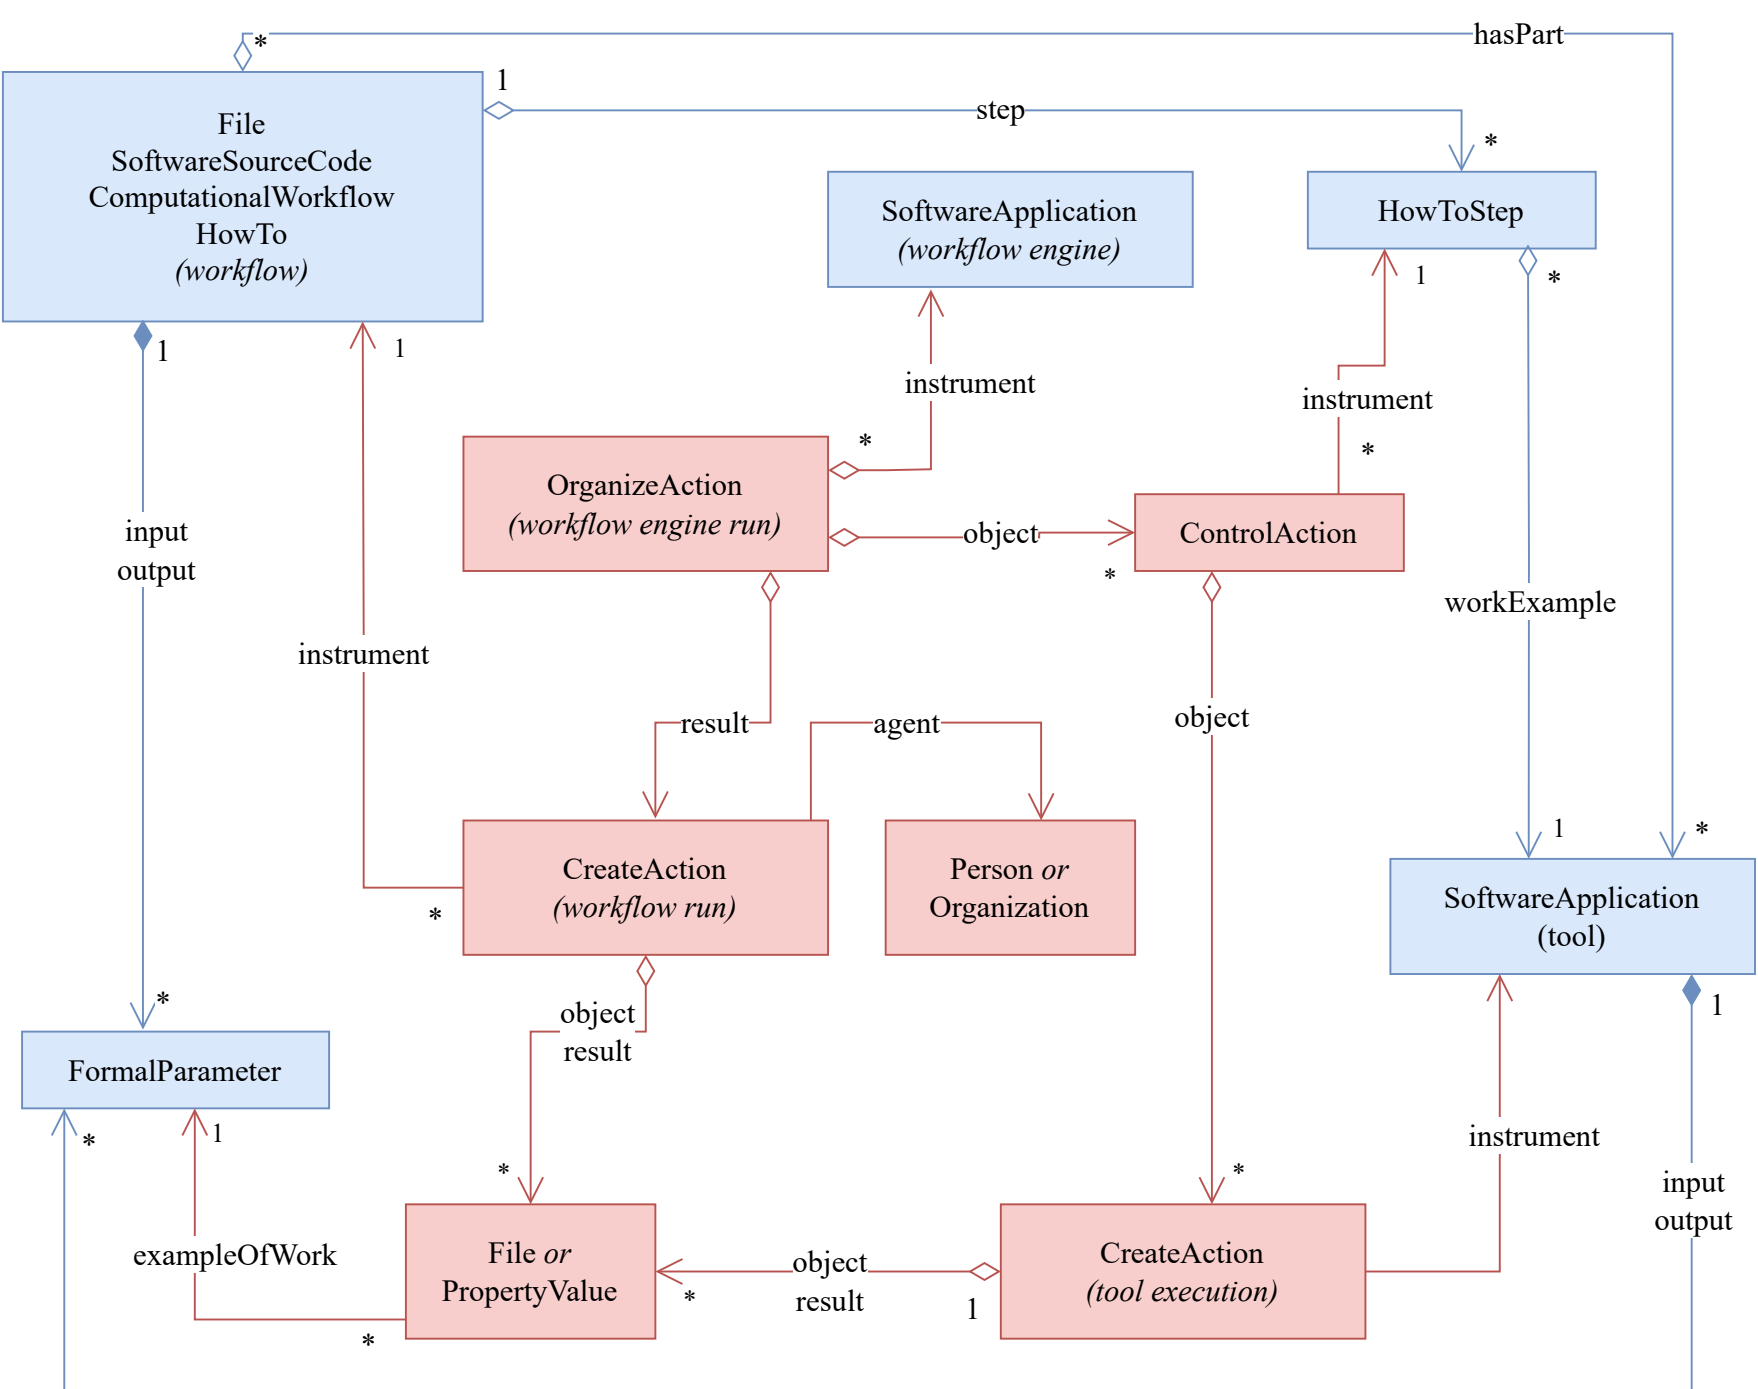 *
hasPart
1
step
*
File
SoftwareSourceCode
ComputationalWorkflow
HowTo
(workflow)
SoftwareApplication
(workflow engine)
HowToStep
1
1
1
*
instrument
instrument
*
*
OrganizeAction
(workflow engine run)
object
*
ControlAction
input
output
workExample
instrument
result
agent
object
1
*
CreateAction
(workflow run)
*
Person or
Organization
SoftwareApplication
(tool)
*
1
object
result
FormalParameter
*
1
instrument
*
*
input
output
exampleOfWork
*
File or
PropertyValue
object
result
*
1
CreateAction
(tool execution)